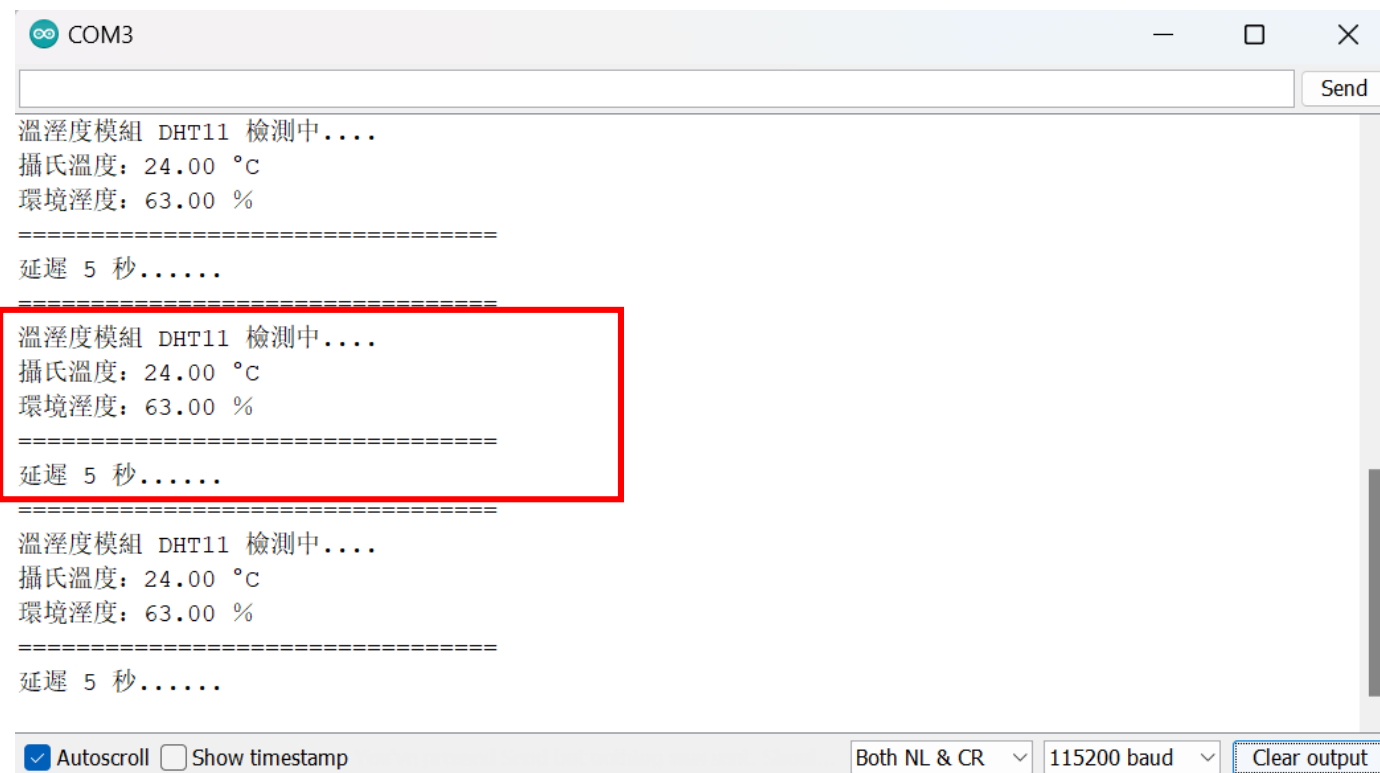 COM3
Send
溫溼度模組 DHT11 檢測中....
攝氏溫度：24.00 °C
環境溼度：63.00 ％
=================================
延遲 5 秒......
=================================
溫溼度模組 DHT11 檢測中....
攝氏溫度：24.00 °C
環境溼度：63.00 ％
=================================
延遲 5 秒......
=================================
溫溼度模組 DHT11 檢測中....
攝氏溫度：24.00 °C
環境溼度：63.00 ％
=================================
延遲 5 秒......
Autoscroll Show timestamp Both NL & CR 115200 baud Clear output